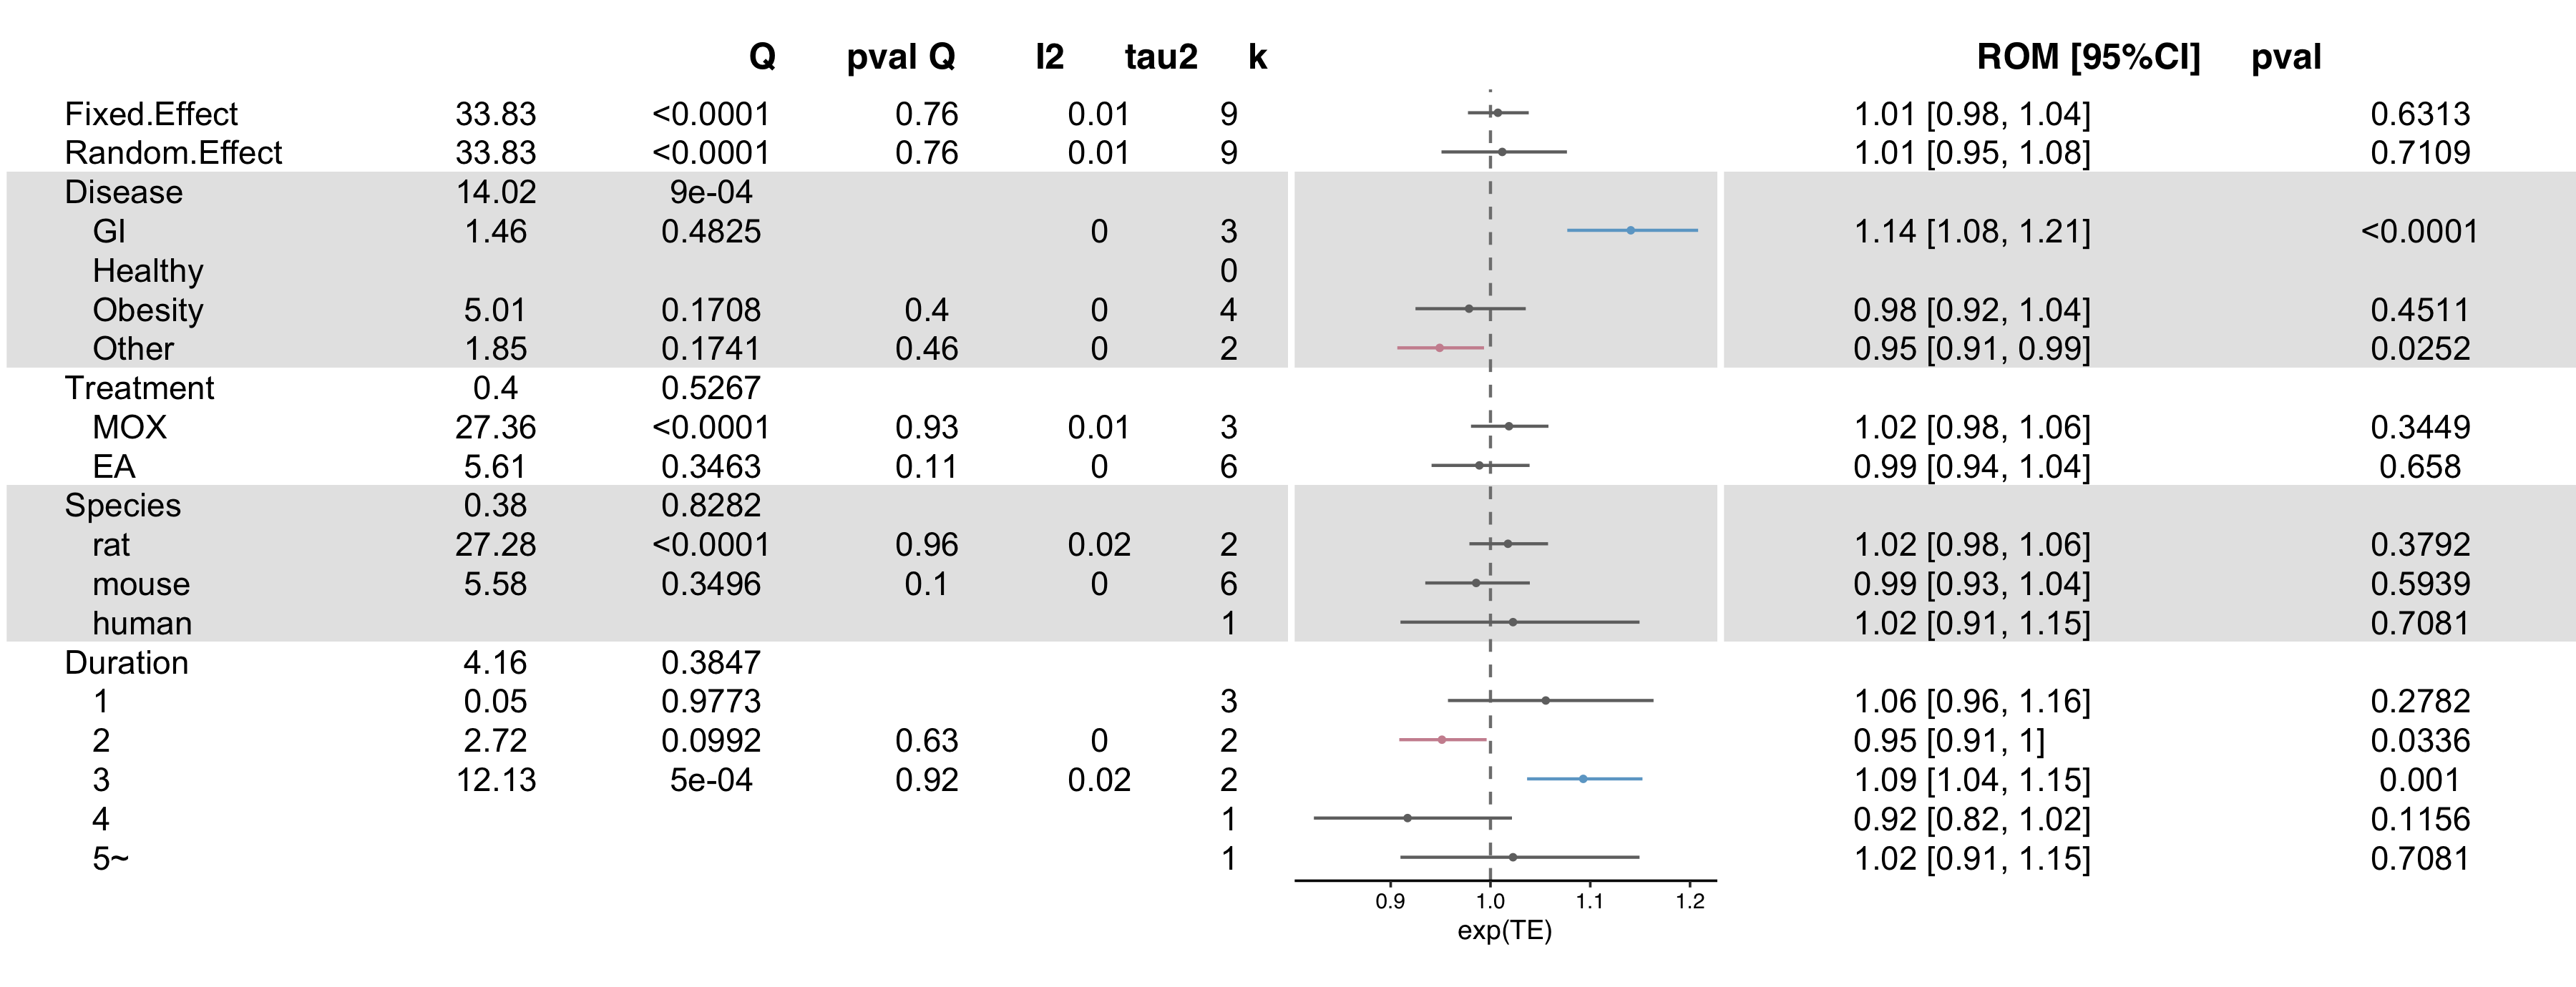 Q pval Q I2 tau2 k ROM [95%CI] pval
Fixed.Effect 33.83 <0.0001 0.76 0.01 9 1.01 [0.98, 1.04] 0.6313
Random.Effect 33.83 <0.0001 0.76 0.01 9 1.01 [0.95, 1.08] 0.7109
Disease 14.02 9e-04
GI 1.46 0.4825 0 3 1.14 [1.08, 1.21] <0.0001
Healthy 0
Obesity 5.01 0.1708 0.4 0 4 0.98 [0.92, 1.04] 0.4511
Other 1.85 0.1741 0.46 0 2 0.95 [0.91, 0.99] 0.0252
Treatment 0.4 0.5267
MOX 27.36 <0.0001 0.93 0.01 3 1.02 [0.98, 1.06] 0.3449
EA 5.61 0.3463 0.11 0 6 0.99 [0.94, 1.04] 0.658
Species 0.38 0.8282
rat 27.28 <0.0001 0.96 0.02 2 1.02 [0.98, 1.06] 0.3792
mouse 5.58 0.3496 0.1 0 6 0.99 [0.93, 1.04] 0.5939
human 1 1.02 [0.91, 1.15] 0.7081
Duration 4.16 0.3847
1 0.05 0.9773 3 1.06 [0.96, 1.16] 0.2782
2 2.72 0.0992 0.63 0 2 0.95 [0.91, 1] 0.0336
3 12.13 5e-04 0.92 0.02 2 1.09 [1.04, 1.15] 0.001
4 1 0.92 [0.82, 1.02] 0.1156
5~ 1 1.02 [0.91, 1.15] 0.7081
0.9 1.0 1.1 1.2
exp(TE)